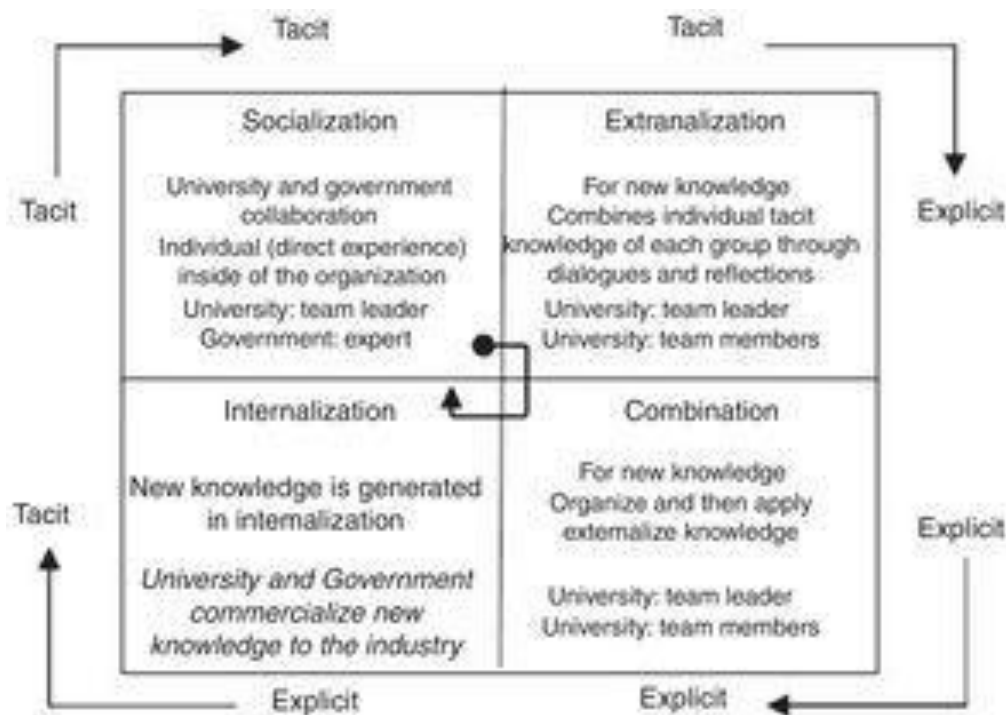 Tacit
Tacit
Tacit
Explicit
Socialization
University and government
collaboration
Individual (direct experience)
inside of the organization
University: team leader
Government: expert
Extranalization
For new knowledge
Combines individual tacit
knowledge of each group through
dialogues and reflections
University: team leader
University: team members
Internalization
New knowledge is generated
in internalization
University and Government
commercialize new
knowledge to the industry
Combination
For new knowledge
Organize and then apply
externalize knowledge
University: team leader
University: team members
Tacit
Explicit
Explicit
Explicit